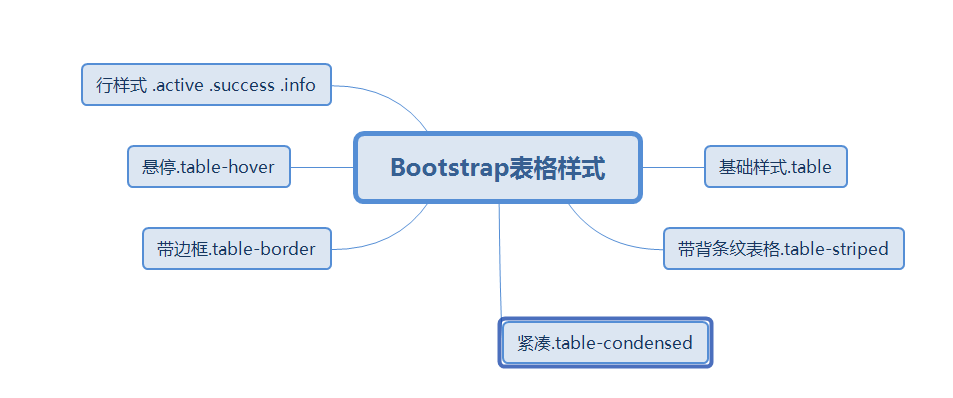 行样式 .active .success .info
悬停.table-hover
Bootstrap表格样式
基础样式.table
带边框.table-border
带背条纹表格.table-striped
紧凑.table-condensed